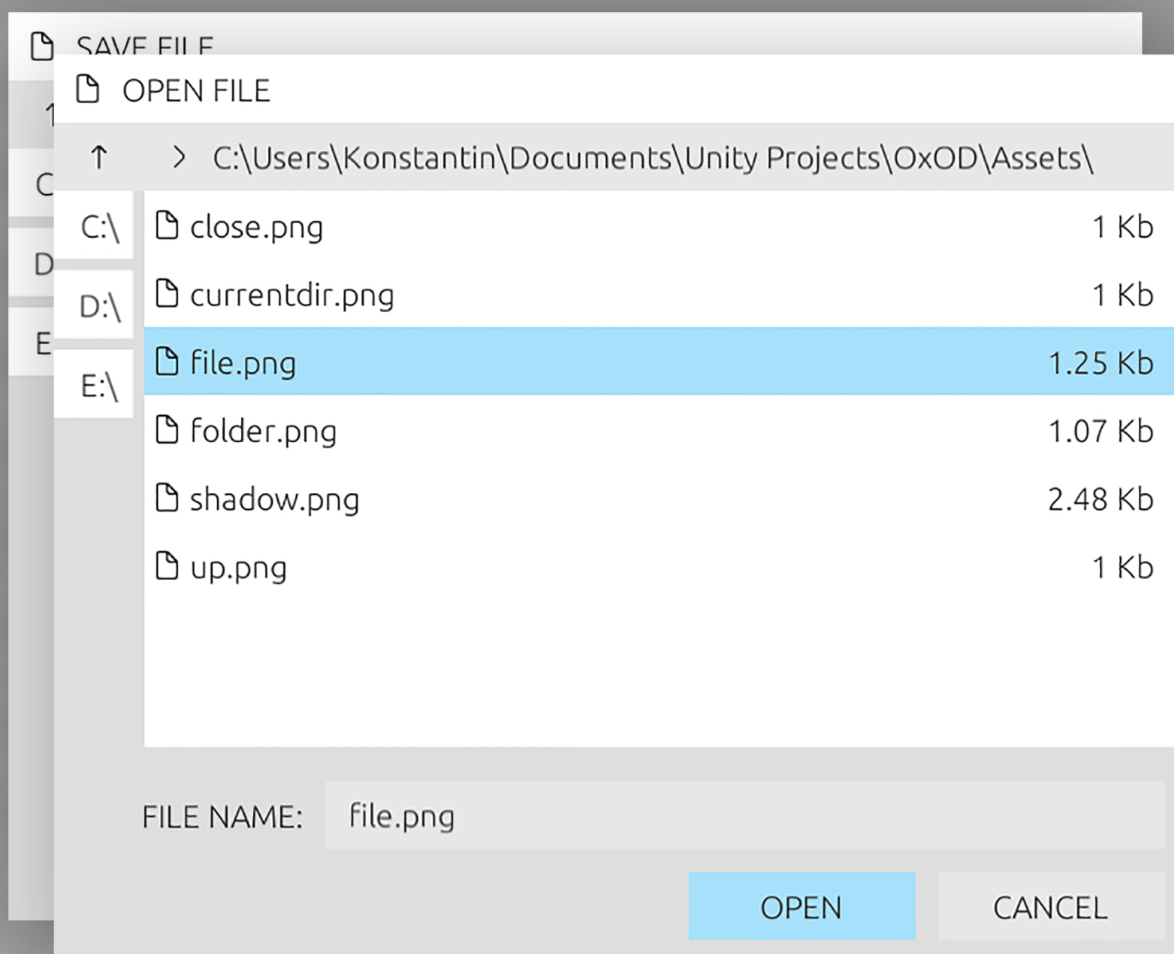 SAVE FILE
OPEN FILE
↑ > C:\Users\Konstantin\Documents\Unity Projects\OxOD\Assets\
C
D
E
C:\
D:\
E:\
close.png 1 Kb
currentdir.png 1 Kb
file.png 1.25 Kb
folder.png 1.07 Kb
shadow.png 2.48 Kb
up.png 1 Kb
FILE NAME: file.png
OPEN CANCEL